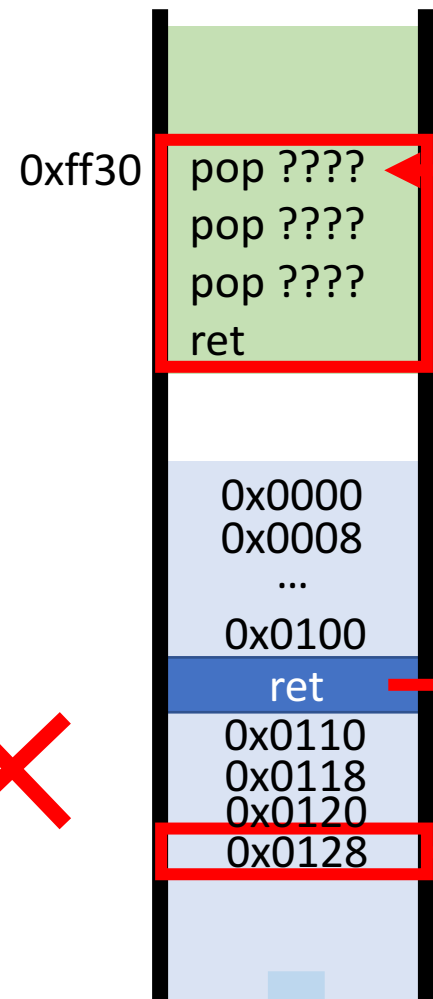 0xff30
pop ????
pop ????
pop ????
ret
0x0000
0x0008
…
0x0100
ret
0x0110
0x0118
0x0120
0x0128